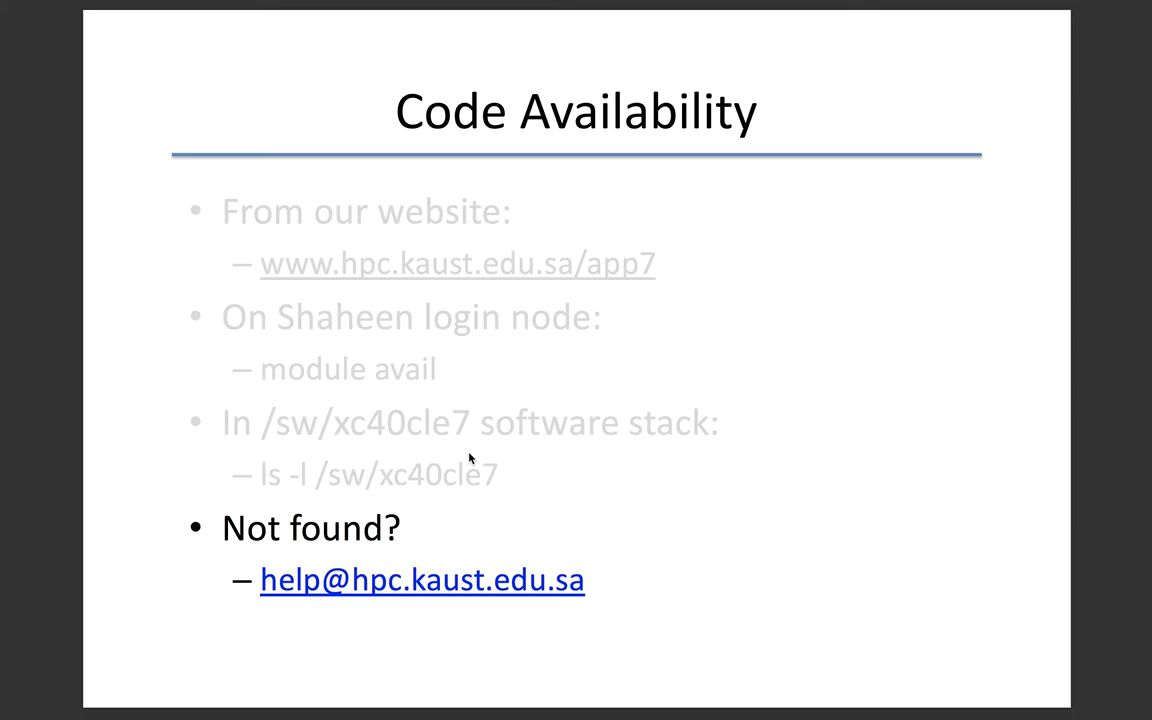 Code Availability
• From our website:
– www.hpc.kaust.edu.sa/app7
• On Shaheen login node:
– module avail
• In /sw/xc40cle7 software stack:
– ls -l /sw/xc40cle7
• Not found?
– help@hpc.kaust.edu.sa